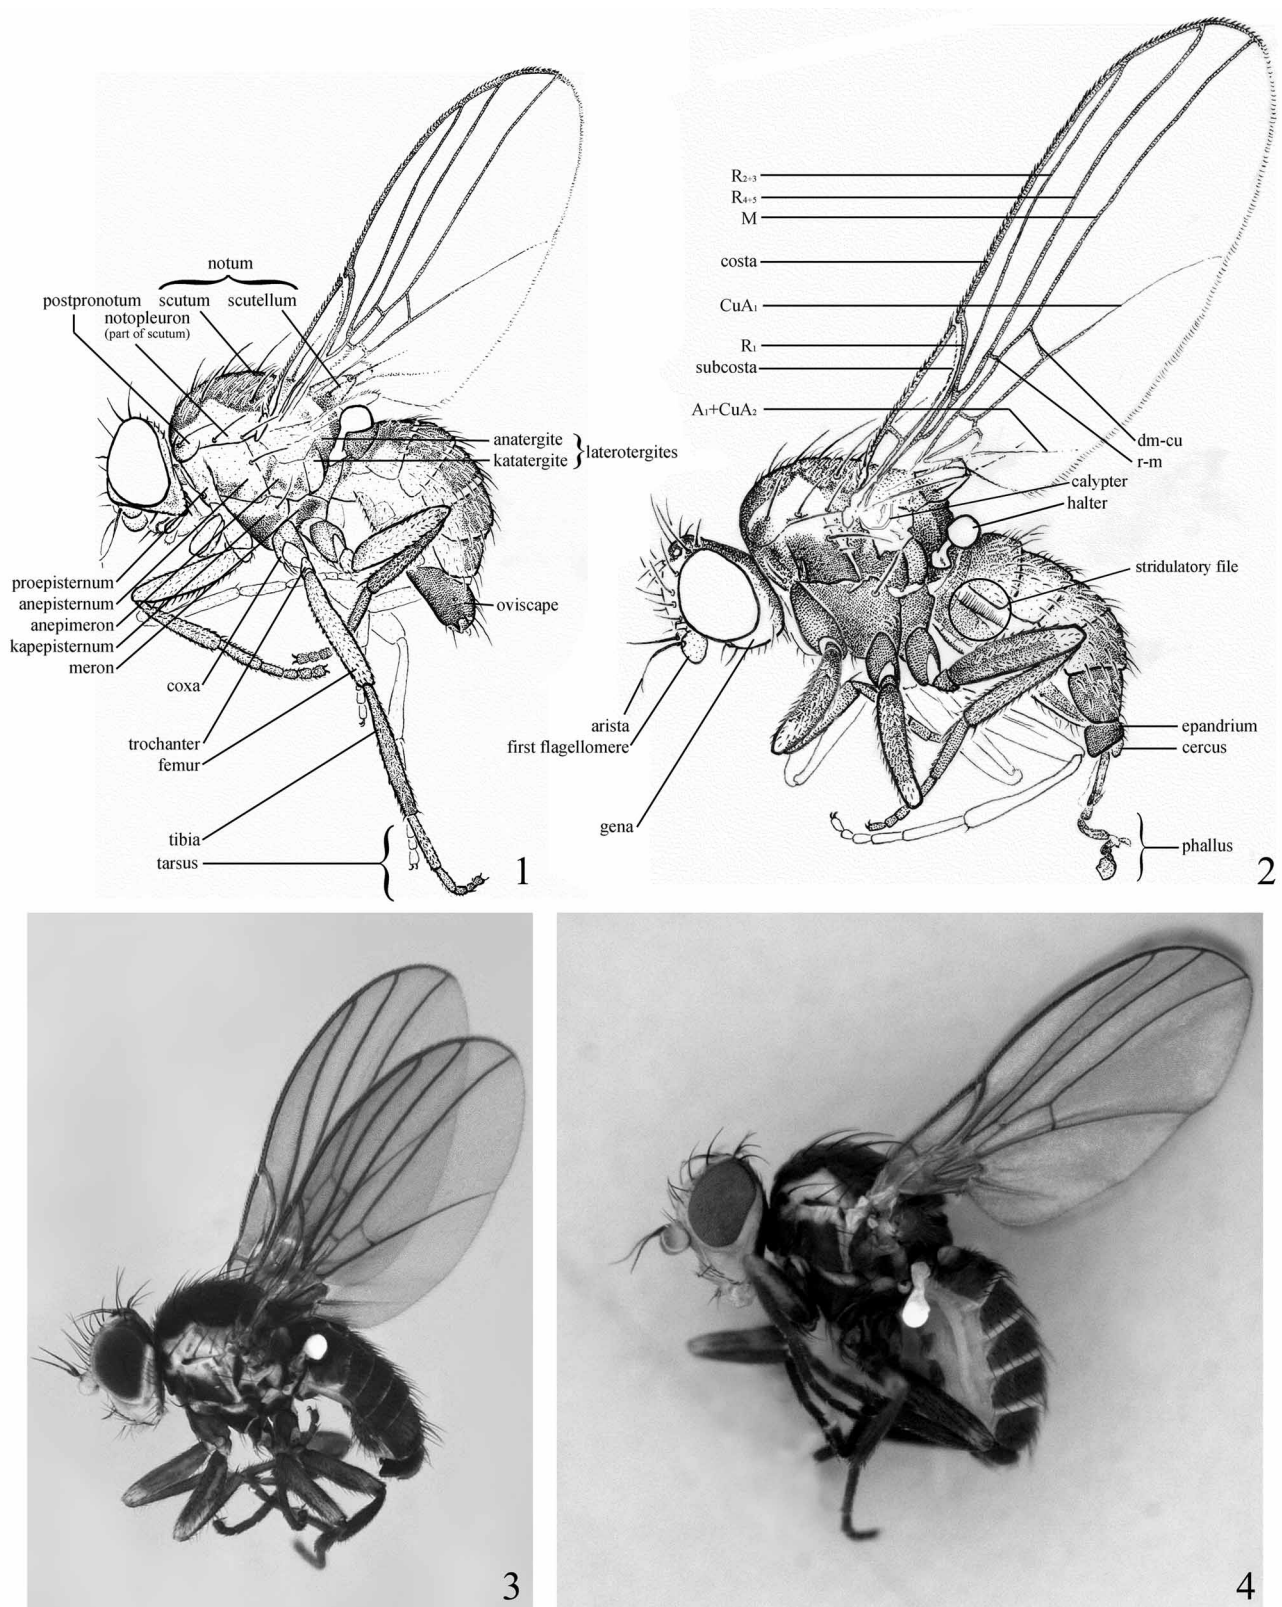 notum
postpronotum scutum scutellum
notopleuron
(part of scutum)
anatergite
katatergite
laterotergites
proepisternum
anepisternum
anepimeron
kapepisternum
meron
oviscape
coxa
trochanter
femur
tibia
tarsus
1
R2+3
R4+5
M
costa
CuA1
R1
subcosta
A1+CuA2
dm-cu
r-m
calypter
halter
stridulatory file
arista
first flagellomere
gena
epandrium
cercus
phallus
2
3
4